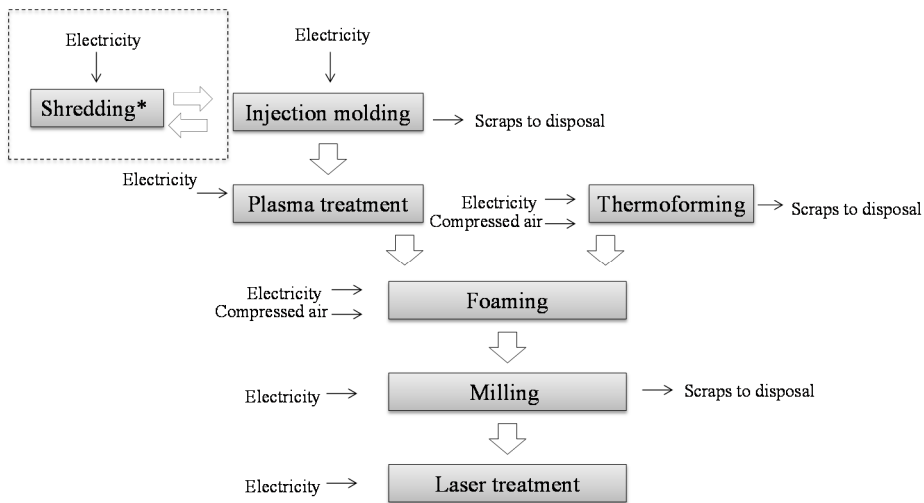 Electricity
Electricity
Shredding*
Injection molding
Scraps to disposal
Electricity
Plasma treatment
Electricity
Compressed air
Thermoforming
Scraps to disposal
Electricity
Compressed air
Foaming
Electricity
Milling
Scraps to disposal
Electricity
Laser treatment